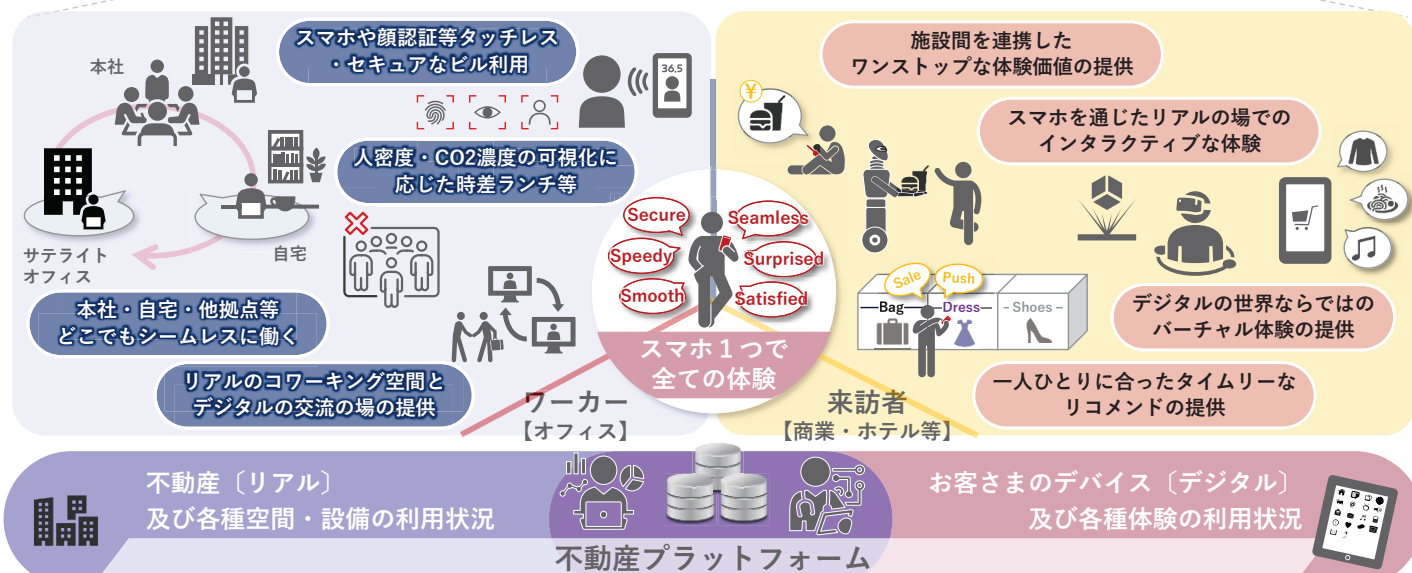 スマホや顔認証等タッチレス
・セキュアなビル利用
本社
36.5
人密度・CO2濃度の可視化に
応じた時差ランチ等
サテライト
オフィス
自宅
本社・自宅・他拠点等
どこでもシームレスに働く
リアルのコワーキング空間と
デジタルの交流の場の提供
ワーカー
【オフィス】
Secure
Seamless
Speedy
Surprised
Smooth
Satisfied
スマホ1つで
全ての体験
施設間を連携した
ワンストップな体験価値の提供
¥
スマホを通じたリアルの場での
インタラクティブな体験
Sale
Push
Bag
Dress
Shoes
デジタルの世界ならではの
バーチャル体験の提供
一人ひとりに合ったタイムリーな
リコメンドの提供
来訪者
【商業・ホテル等】
不動産〔リアル〕
及び各種空間・設備の利用状況
お客さまのデバイス〔デジタル〕
及び各種体験の利用状況
不動産プラットフォーム